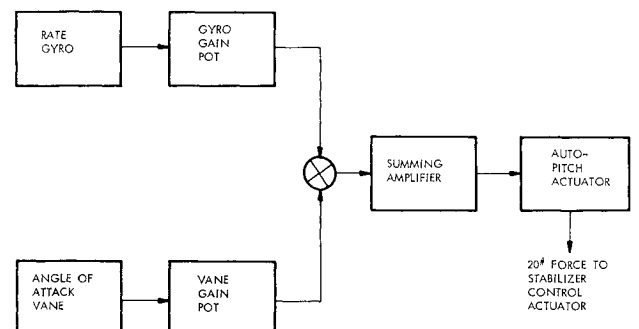 RATE
GYRO
GYRO
GAIN
POT
SUMMING
AMPLIFIER
AUTO-
PITCH
ACTUATOR
ANGLE OF
ATTACK
VANE
VANE
GAIN
POT
20# FORCE TO
STABILIZER
CONTROL
ACTUATOR